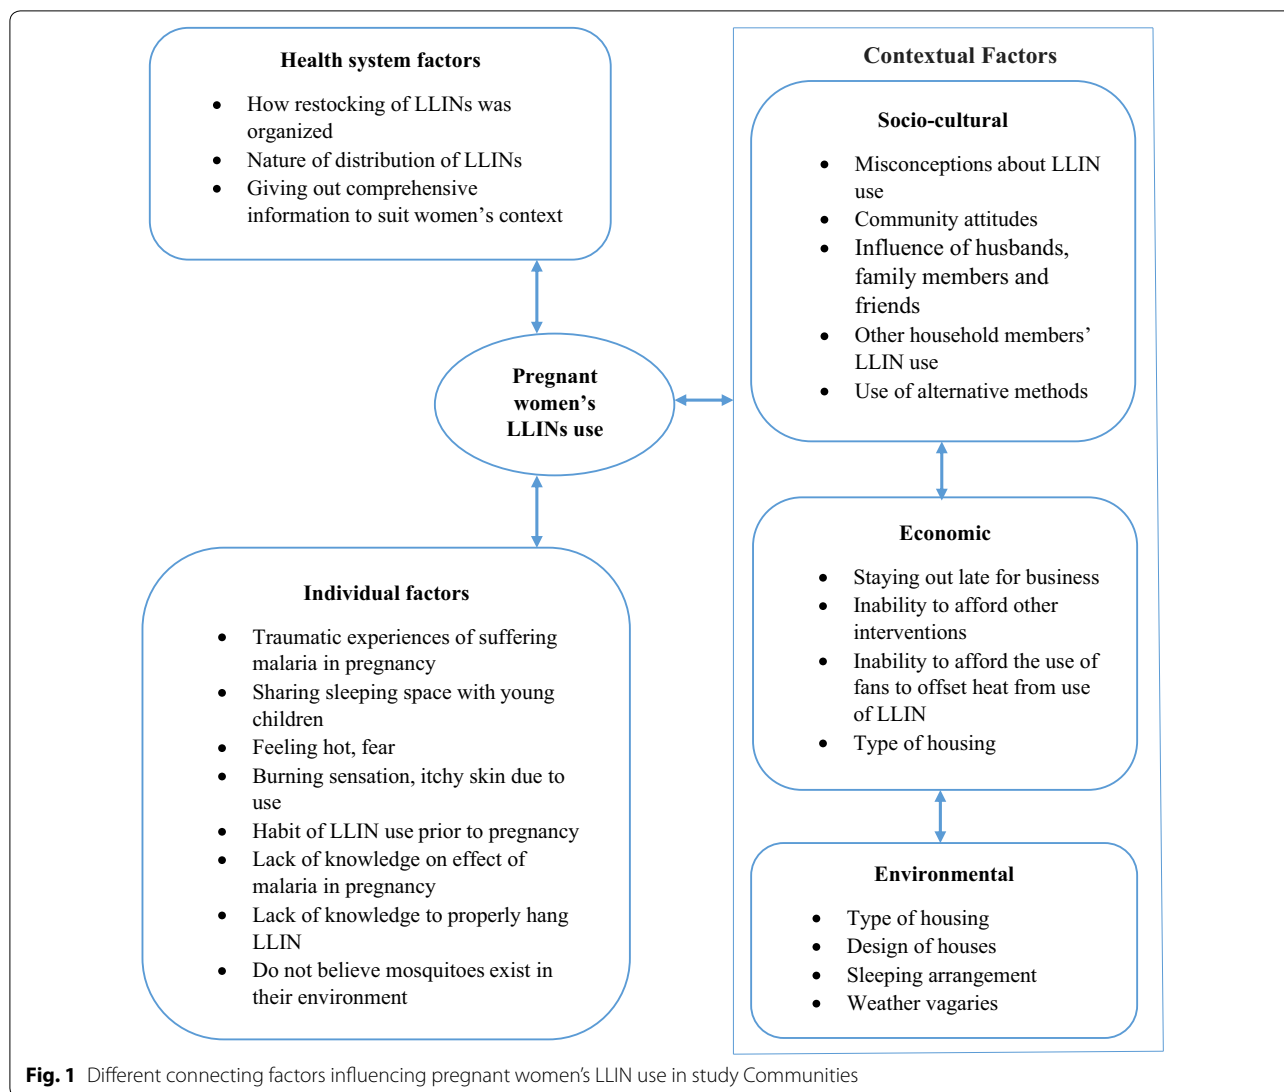 Health system factors
• How restocking of LLINs was
organized
• Nature of distribution of LLINs
• Giving out comprehensive
information to suit women's context
Pregnant
women's
LLINs use
Individual factors
• Traumatic experiences of suffering
malaria in pregnancy
• Sharing sleeping space with young
children
• Feeling hot, fear
• Burning sensation, itchy skin due to
use
• Habit of LLIN use prior to pregnancy
• Lack of knowledge on effect of
malaria in pregnancy
• Lack of knowledge to properly hang
LLIN
• Do not believe mosquitoes exist in
their environment
Contextual Factors
Socio-cultural
• Misconceptions about LLIN
use
• Community attitudes
• Influence of husbands,
family members and
friends
• Other household members'
LLIN use
• Use of alternative methods
Economic
• Staying out late for business
• Inability to afford other
interventions
• Inability to afford the use of
fans to offset heat from use
of LLIN
• Type of housing
Environmental
• Type of housing
• Design of houses
• Sleeping arrangement
• Weather vagaries
Fig. 1 Different connecting factors influencing pregnant women's LLIN use in study Communities